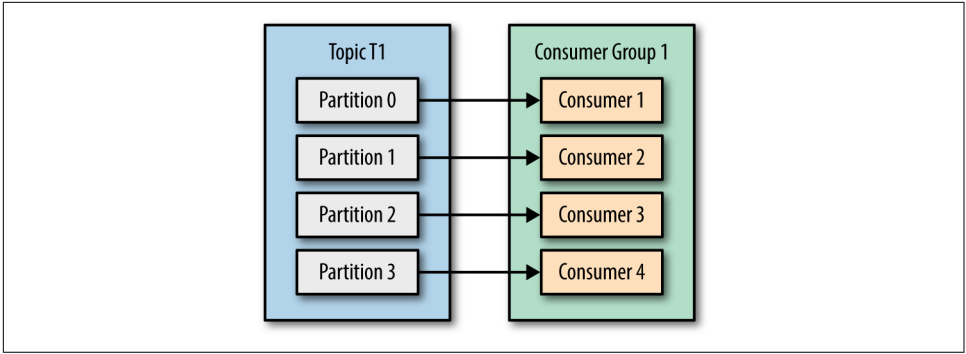 Topic T1
Partition 0
Partition 1
Partition 2
Partition 3
Consumer Group 1
Consumer 1
Consumer 2
Consumer 3
Consumer 4